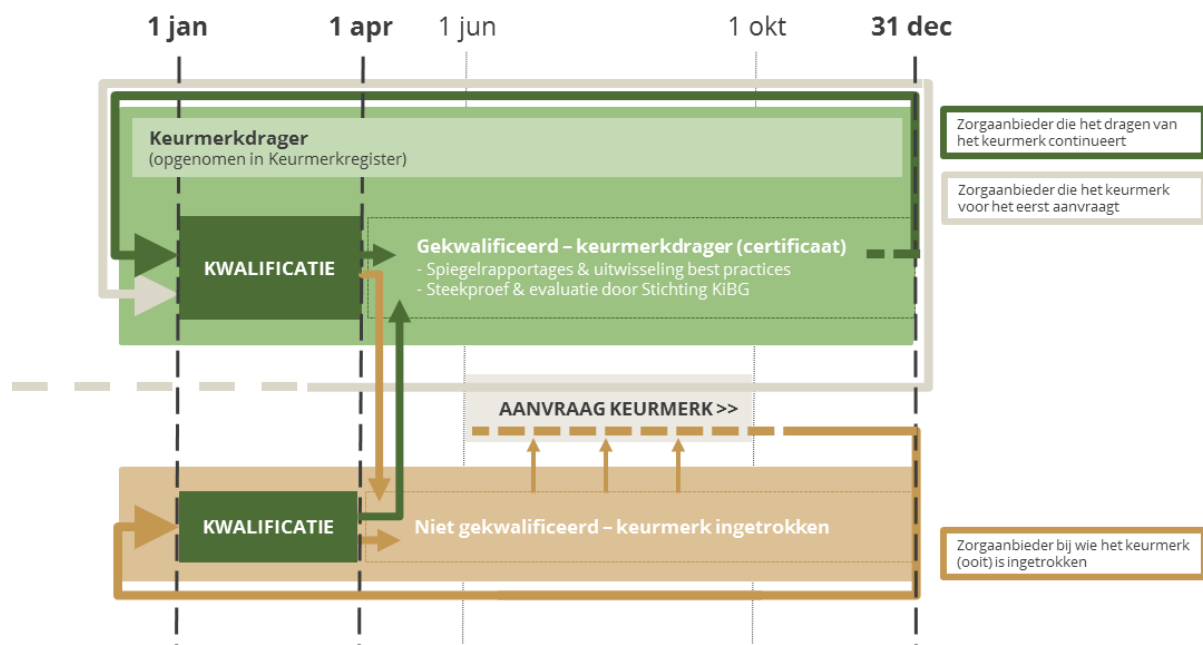 1 jan
1 apr
1 jun
1 okt
31 dec
Keurmerkdrager
(opgenomen in Keurmerkregister)
Zorgaanbieder die het dragen van
het keurmerk continueert
Zorgaanbieder die het keurmerk
voor het eerst aanvraagt
KWALIFICATIE
Gekwalificeerd – keurmerkdrager (certificaat)
- Spiegelrapportages & uitwisseling best practices
- Steekproef & evaluatie door Stichting KiBG
AANVRAAG KEURMERK >>
KWALIFICATIE
Niet gekwalificeerd – keurmerk ingetrokken
Zorgaanbieder bij wie het keurmerk
(ooit) is ingetrokken